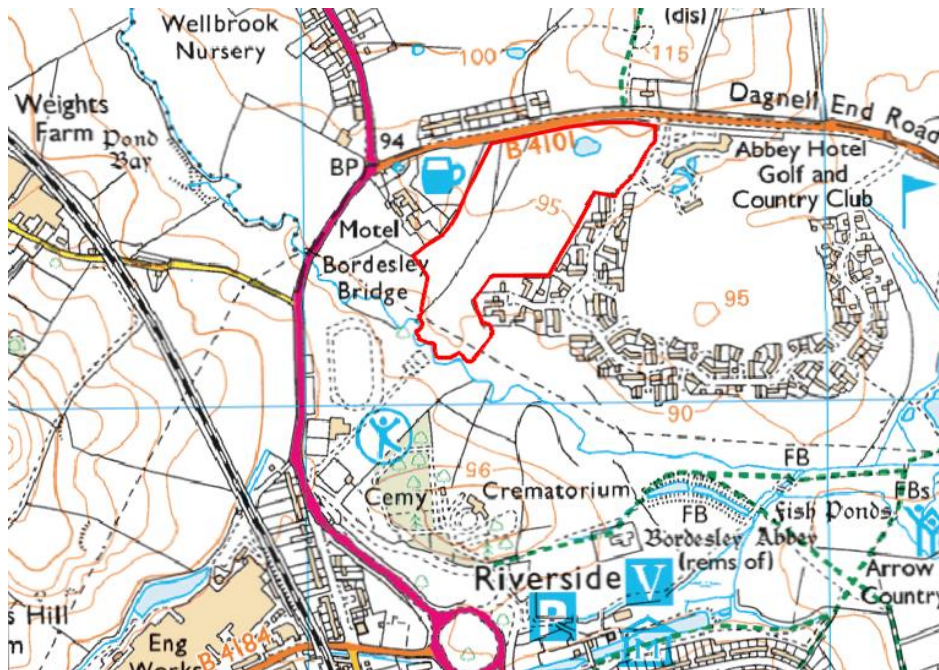 (dis)
Wellbrook
Nursery
100
115
Weights
Farm
Pond
Bay
94
BP
B 4101
Dagnell End Road
Abbey Hotel
Golf and
Country Club
95
Motel
Bordesley
Bridge
95
90
95
Cemy
Crematorium
FB
FB
FBs
Fish Ponds
Bordesley Abbey
(rems of)
Arrow
Country
Riverside
V
P
s Hill
m
Eng
Works
B 4184